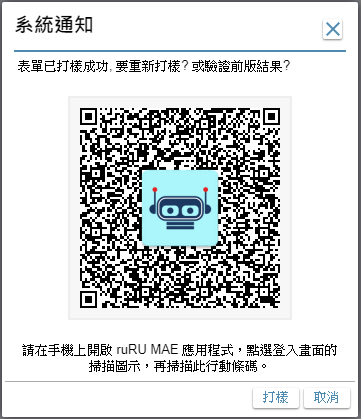 系統通知
表單已打樣成功, 要重新打樣? 或驗證前版結果?
請在手機上開啟 ruRU MAE 應用程式，點選登入畫面的
掃描圖示，再掃描此行動條碼。
打樣
取消